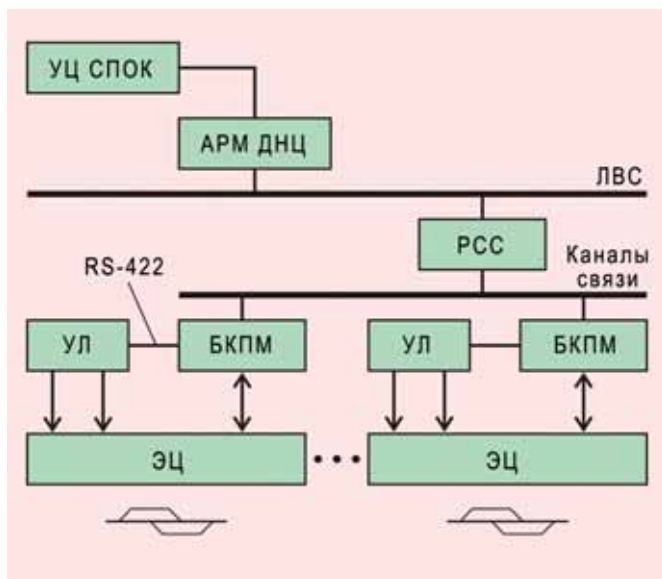 УЦ СПОК
АРМ ДНЦ
ЛВС
РСС
Каналы
связи
RS-422
УЛ
БКПМ
УЛ
БКПМ
ЭЦ
ЭЦ